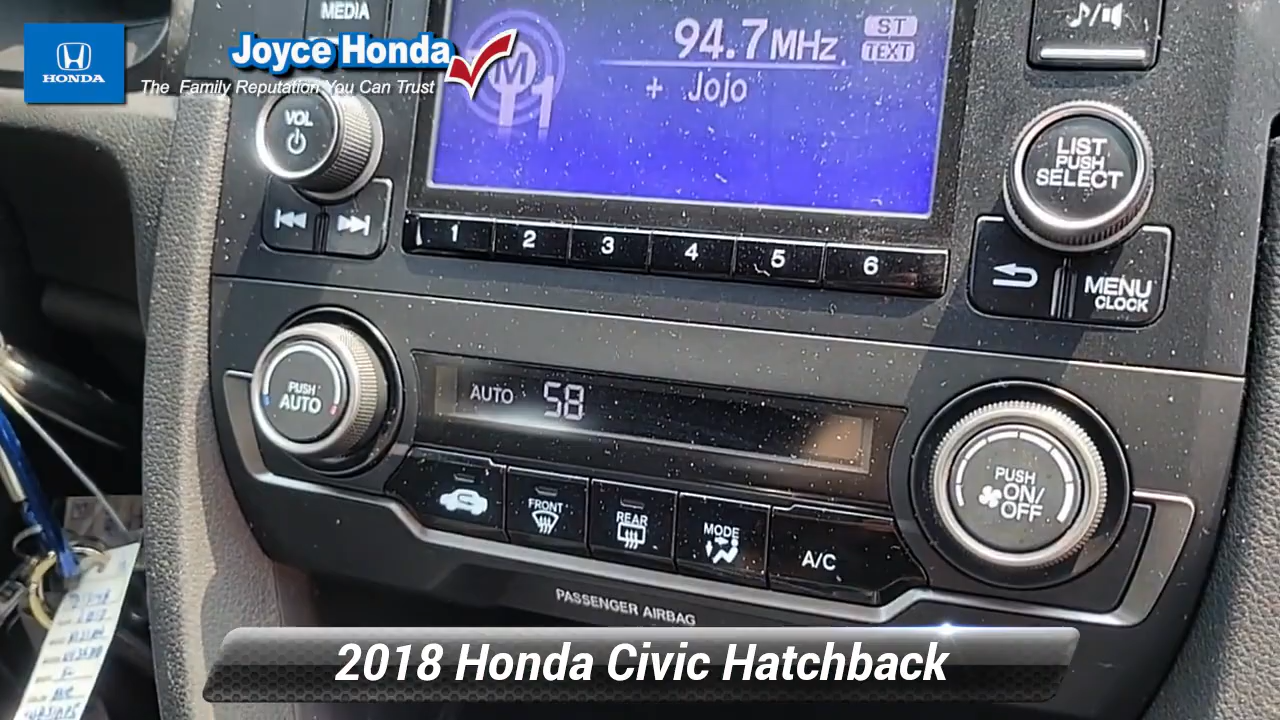 MEDIA
HONDA
Joyce Honda
The Family Reputation You Can Trust
94.7 MHz
ST
TEXT
+ Jojo
VOL
LIST
PUSH
SELECT
1 2 3 4 5 6
MENU
CLOCK
PUSH
AUTO
AUTO 58
PUSH
ON/
OFF
FRONT
REAR
MODE
A/C
PASSENGER AIRBAG
2018 Honda Civic Hatchback